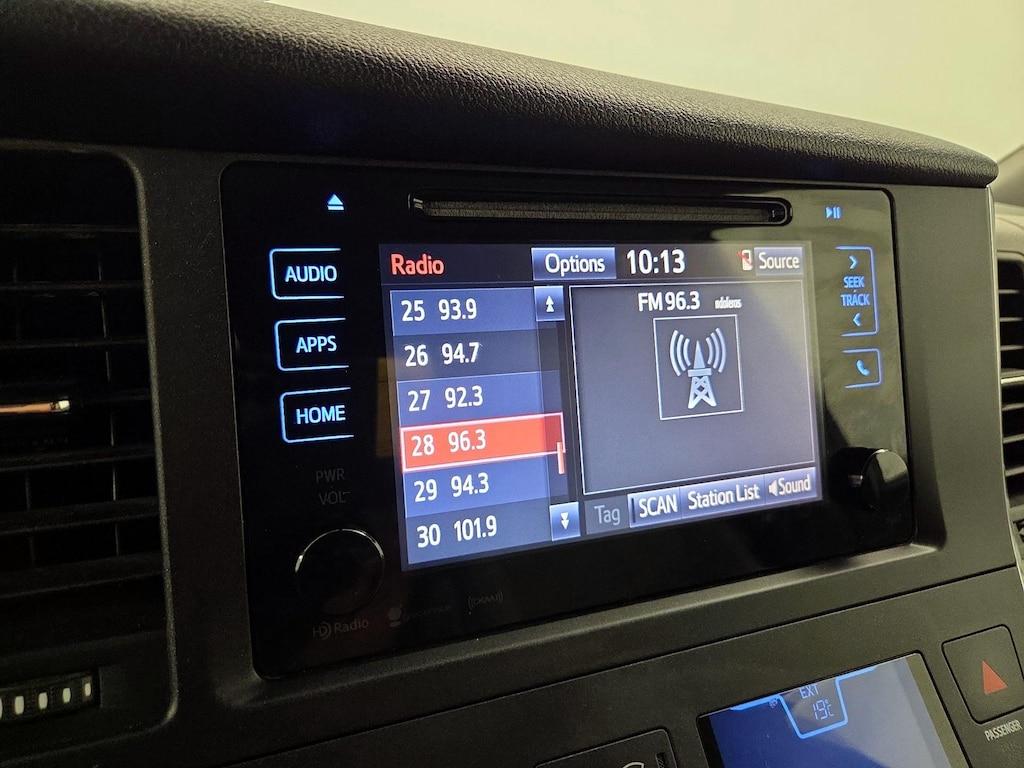 AUDIO
APPS
HOME
PWR
VOL
HD Radio
Radio
Options
10:13
Source
25 93.9
26 94.7
27 92.3
28 96.3
29 94.3
30 101.9
FM 96.3
Tag
SCAN
Station List
Sound
SEEK
TRACK
EXT
19°C
PASSENGER